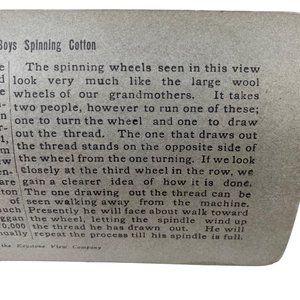 Boys Spinning Cotton
The spinning wheels seen in this view
look very much like the large wool
wheels of our grandmothers. It takes
two people, however to run one of these;
one to turn the wheel and one to draw
out the thread. The one that draws out
the thread stands on the opposite side of
the wheel from the one turning. If we look
closely at the third wheel in the row, we
gain a clearer idea of how it is done.
The one drawing out the thread can be
seen walking away from the machine.
Presently he will face about walk toward
the wheel, letting the spindle wind up
the thread he has drawn out. He will
repeat the process till his spindle is full.
the Keystone View Company